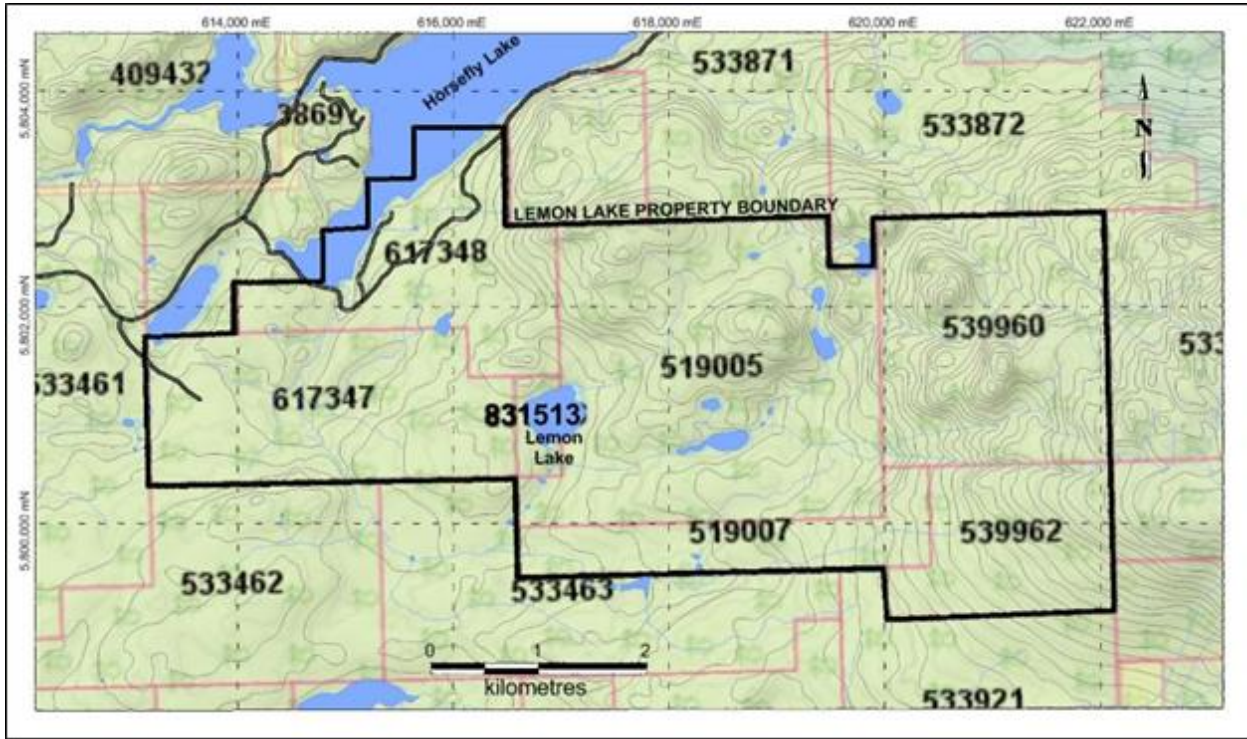 614,000 mE
616,000 mE
618,000 mE
620,000 mE
622,000 mE
5,804,000 mN
5,802,000 mN
5,800,000 mN
Horsefly Lake
409432
533871
3869
533872
N
LEMON LAKE PROPERTY BOUNDARY
617348
539960
533
519005
533461
617347
831513
Lemon
Lake
519007
539962
533462
533463
0 1 2
kilometres
533921